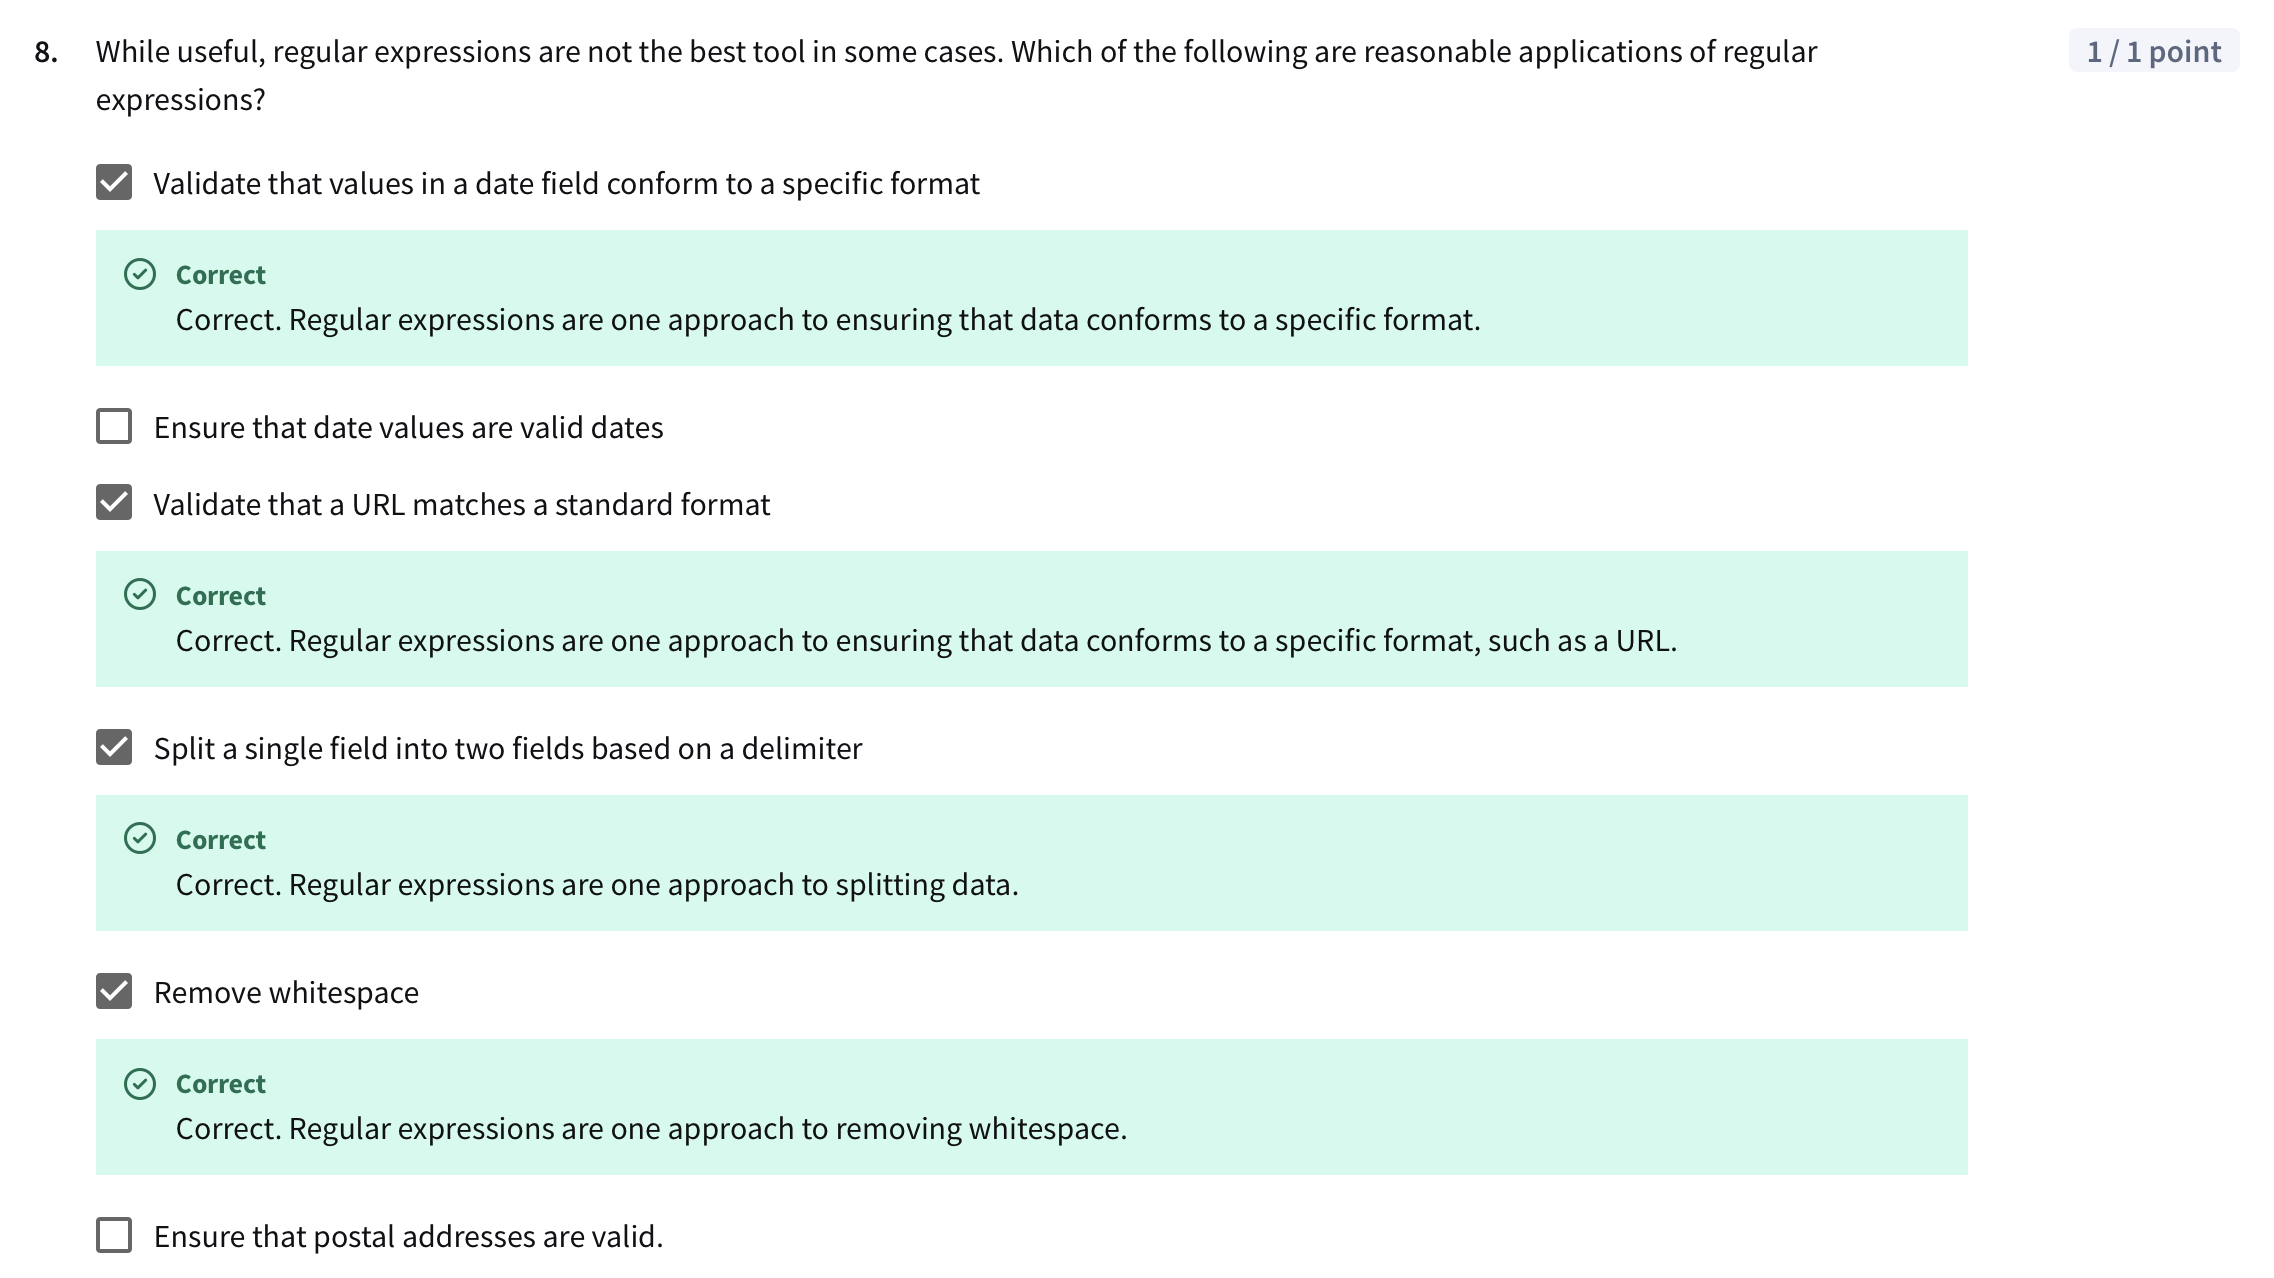 8. While useful, regular expressions are not the best tool in some cases. Which of the following are reasonable applications of regular
expressions?
1 / 1 point
Validate that values in a date field conform to a specific format
Correct
Correct. Regular expressions are one approach to ensuring that data conforms to a specific format.
Ensure that date values are valid dates
Validate that a URL matches a standard format
Correct
Correct. Regular expressions are one approach to ensuring that data conforms to a specific format, such as a URL.
Split a single field into two fields based on a delimiter
Correct
Correct. Regular expressions are one approach to splitting data.
Remove whitespace
Correct
Correct. Regular expressions are one approach to removing whitespace.
Ensure that postal addresses are valid.